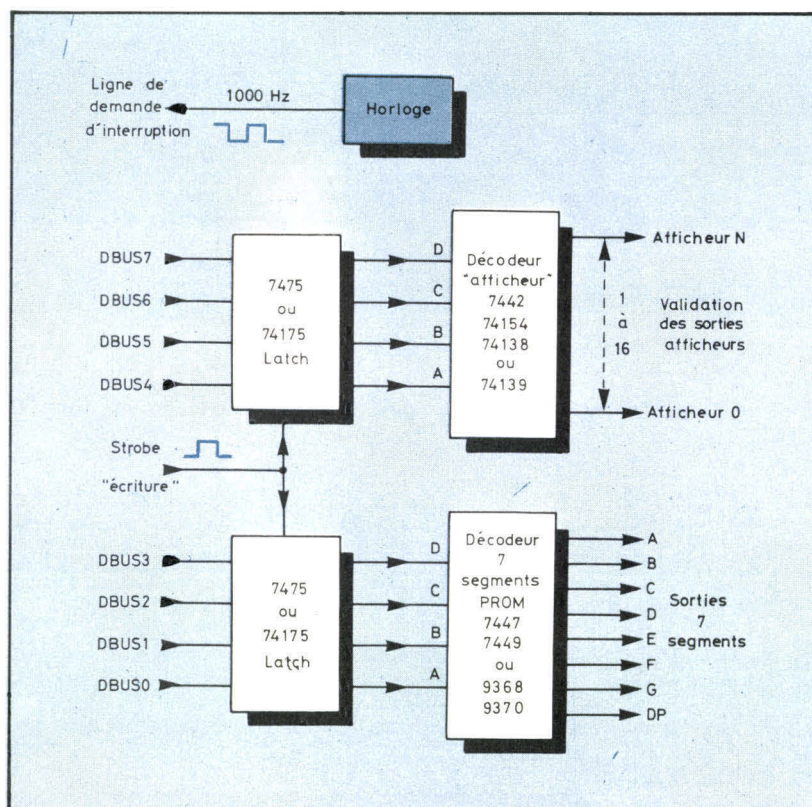 Ligne de
demande
d'interruption
1000 Hz
Horloge
DBUS7
DBUS6
DBUS5
DBUS4
7475
ou
74175
Latch
D
C
B
A
Décodeur
"afficheur"
7442
74154
74138
ou
74139
Afficheur N
1
à
16
Validation
des sorties
afficheurs
Afficheur 0
Strobe
"écriture"
DBUS3
DBUS2
DBUS1
DBUS0
7475
ou
74175
Latch
D
C
B
A
Décodeur
7
segments
PROM
7447
7449
ou
9368
9370
A
B
C
D
E
F
G
DP
Sorties
7
segments